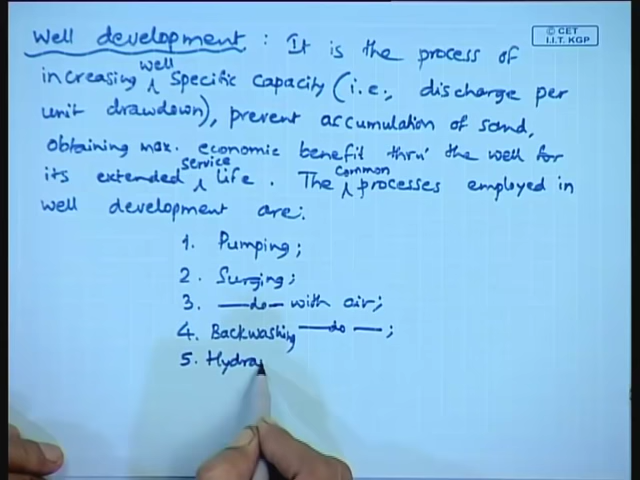 © CET
I.I.T. KGP
Well development : It is the process of
increasing well specific capacity (i.e., discharge per
unit drawdown), prevent accumulation of sand,
obtaining max. economic benefit thru' the well for
its extended service life. The common processes employed in
well development are:
1. Pumping;
2. Surging;
3. —do— with air;
4. Backwashing —do—;
5. Hydra